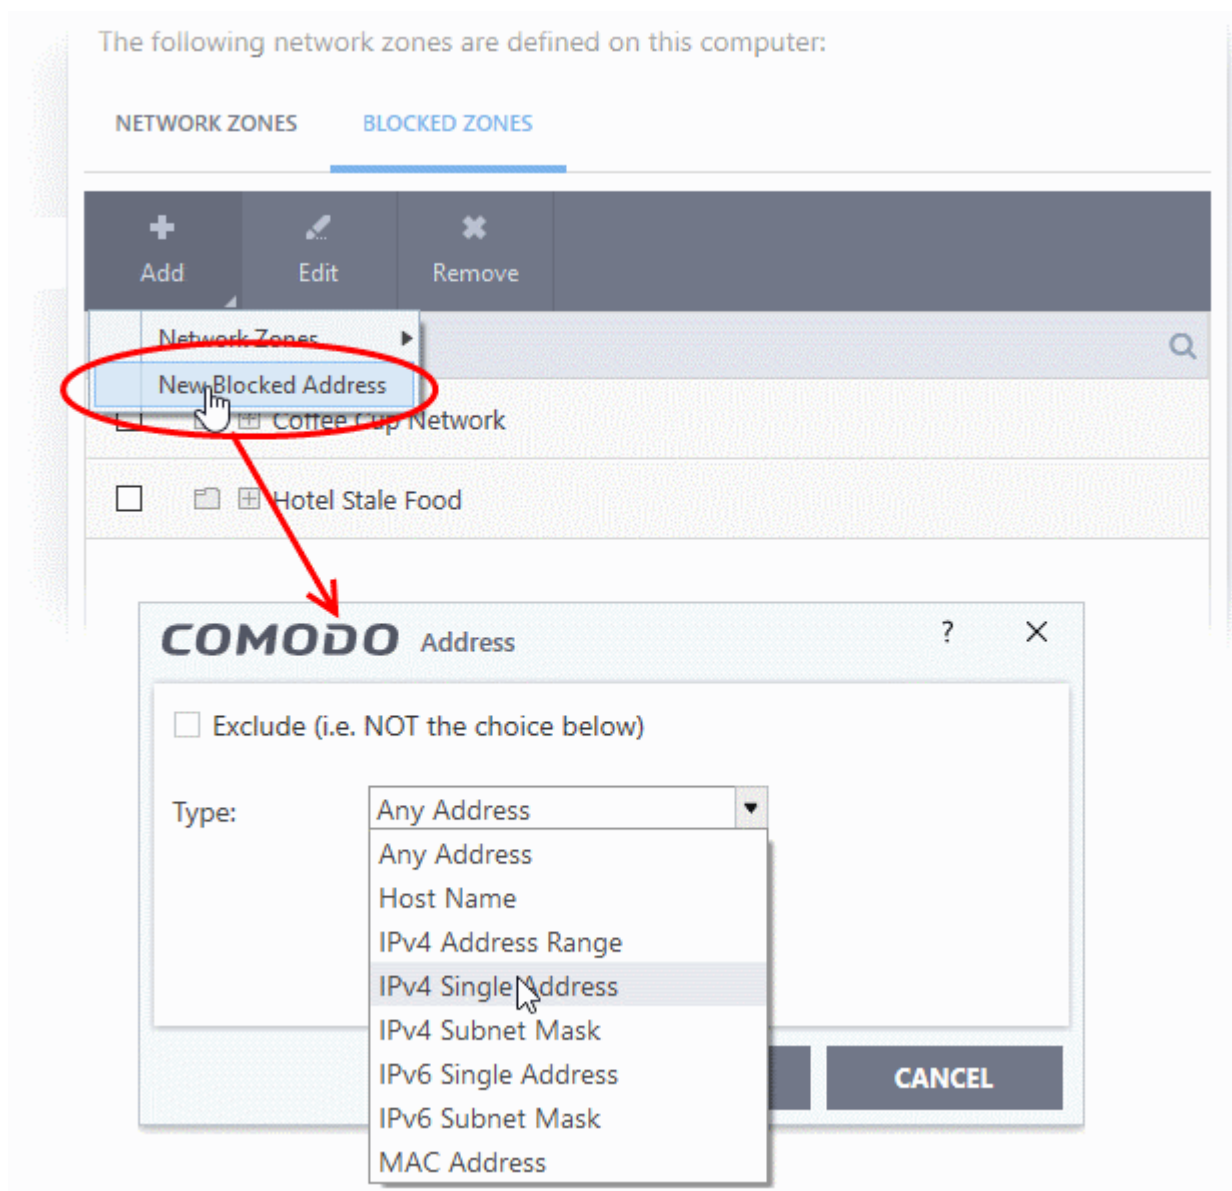 The following network zones are defined on this computer:
NETWORK ZONES BLOCKED ZONES
Add Edit Remove
Network Zones
New Blocked Address
Coffee Cup Network
Hotel Stale Food
COMODO Address ?
Exclude (i.e. NOT the choice below)
Type: Any Address
Any Address
Host Name
IPv4 Address Range
IPv4 Single Address
IPv4 Subnet Mask
IPv6 Single Address
CANCEL
IPv6 Subnet Mask
MAC Address